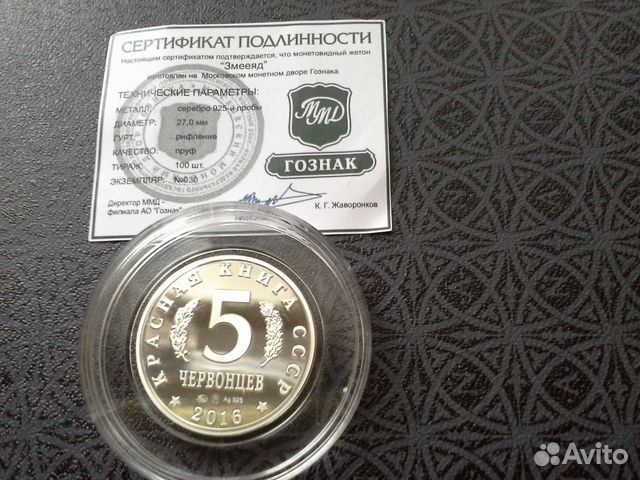 СЕРТИФИКАТ ПОДЛИННОСТИ
Настоящим сертификатом подтверждается, что монетовидный жетон
"Змееяд"
изготовлен на Московском монетном дворе Гознака.
ТЕХНИЧЕСКИЕ ПАРАМЕТРЫ:
МЕТАЛЛ: серебро 925-й пробы
ДИАМЕТР: 27,0 мм
ГУРТ: рифление
КАЧЕСТВО: пруф
ТИРАЖ: 100 шт.
ЭКЗЕМПЛЯР: №030
ММД
ГОЗНАК
Директор ММД -
филиала АО "Гознак"
К. Г. Жаворонков
КРАСНАЯ КНИГА СССР
5
ЧЕРВОНЦЕВ
Ag 925
2016
Avito